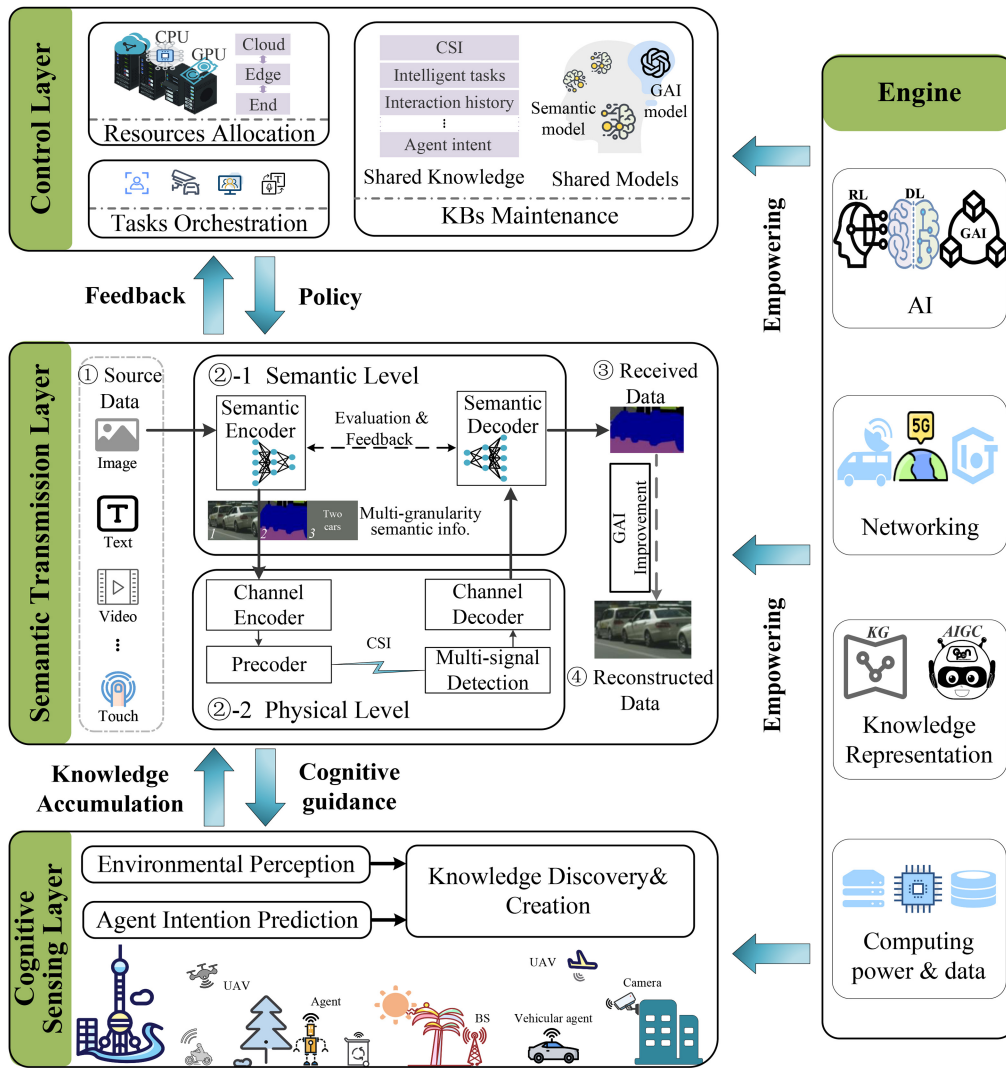 Control Layer
CPU
GPU
Cloud
Edge
End
Resources Allocation
Tasks Orchestration
CSI
Intelligent tasks
Interaction history
⋮
Agent intent
Shared Knowledge
Semantic
model
GAI
model
Shared Models
KBs Maintenance
Feedback
Policy
Semantic Transmission Layer
① Source
Data
Image
T
Text
Video
⋮
Touch
②-1 Semantic Level
Semantic
Encoder
Evaluation &
Feedback
Semantic
Decoder
1
2
3
Two
cars
Multi-granularity
semantic info.
Channel
Encoder
Precoder
CSI
Channel
Decoder
Multi-signal
Detection
②-2 Physical Level
③ Received
Data
GAI
Improvement
④ Reconstructed
Data
Knowledge
Accumulation
Cognitive
guidance
Cognitive
Sensing Layer
Environmental Perception
Agent Intention Prediction
Knowledge Discovery&
Creation
UAV
Agent
BS
UAV
Vehicular agent
Camera
Empowering
Empowering
Engine
RL
DL
GAI
AI
5G
IoT
Networking
KG
AIGC
Knowledge
Representation
Computing
power & data